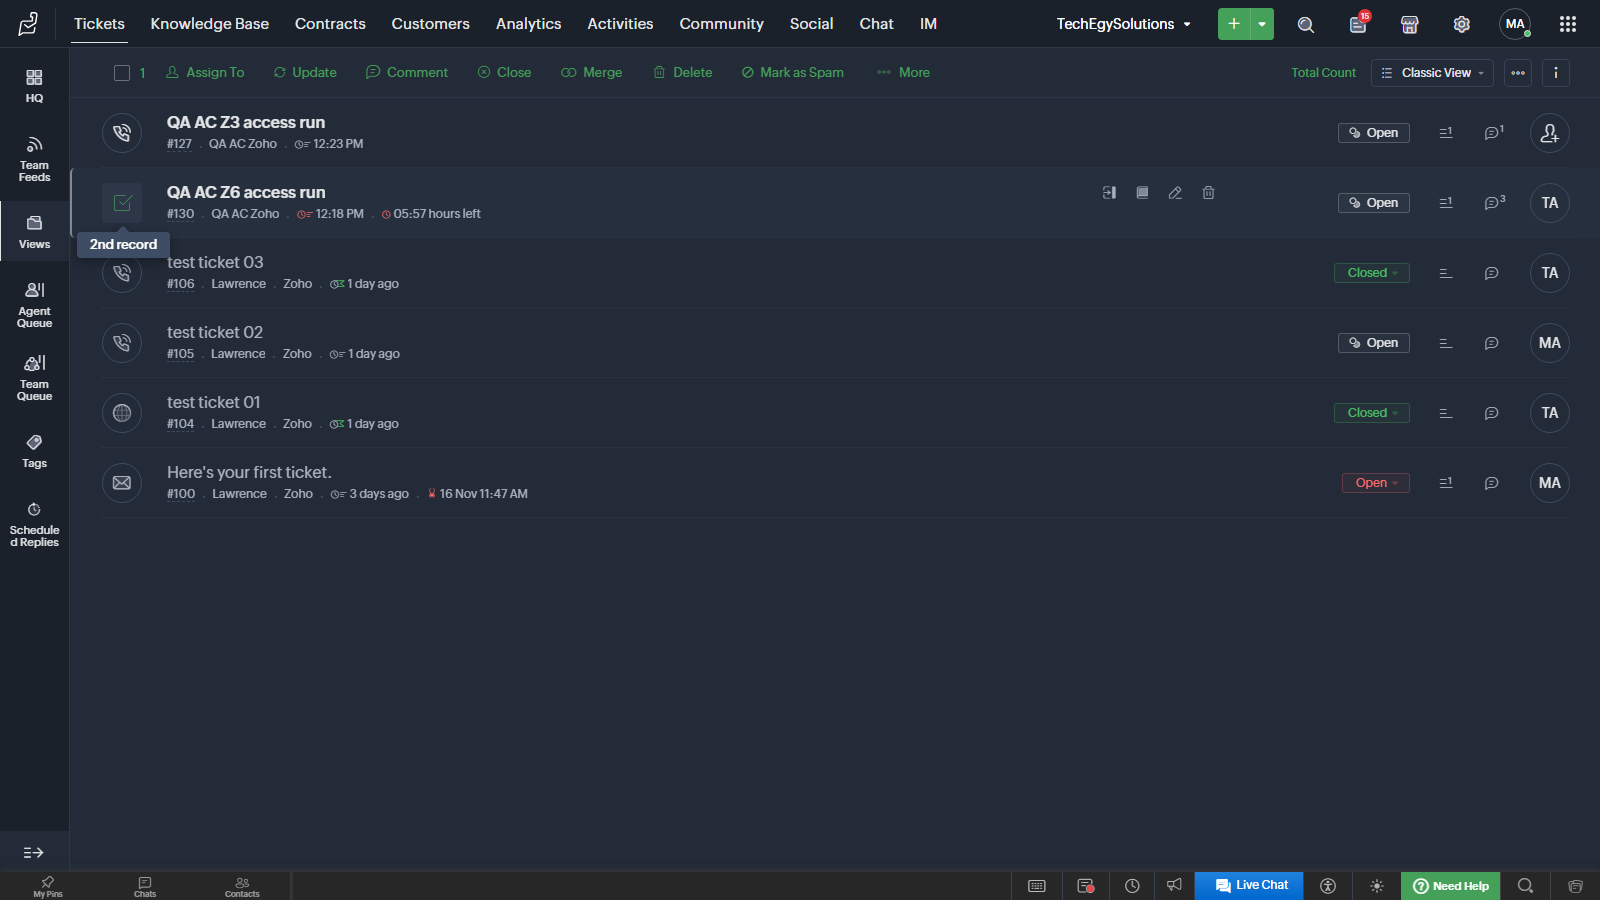 Tickets Knowledge Base Contracts Customers Analytics Activities Community Social Chat IM TechEgySolutions 15 MA
1 Assign To Update Comment Close Merge Delete Mark as Spam More Total Count Classic View
HQ
Team
Feeds
Views
Agent
Queue
Team
Queue
Tags
Schedule
d Replies
QA AC Z3 access run
#127 . QA AC Zoho . 12:23 PM
Open 1 1
QA AC Z6 access run
#130 . QA AC Zoho . 12:18 PM . 05:57 hours left
Open 1 3 TA
2nd record
test ticket 03
#106 . Lawrence . Zoho . 1 day ago
Closed TA
test ticket 02
#105 . Lawrence . Zoho . 1 day ago
Open MA
test ticket 01
#104 . Lawrence . Zoho . 1 day ago
Closed TA
Here's your first ticket.
#100 . Lawrence . Zoho . 3 days ago . 16 Nov 11:47 AM
Open 1 MA
My Pins Chats Contacts Live Chat Need Help